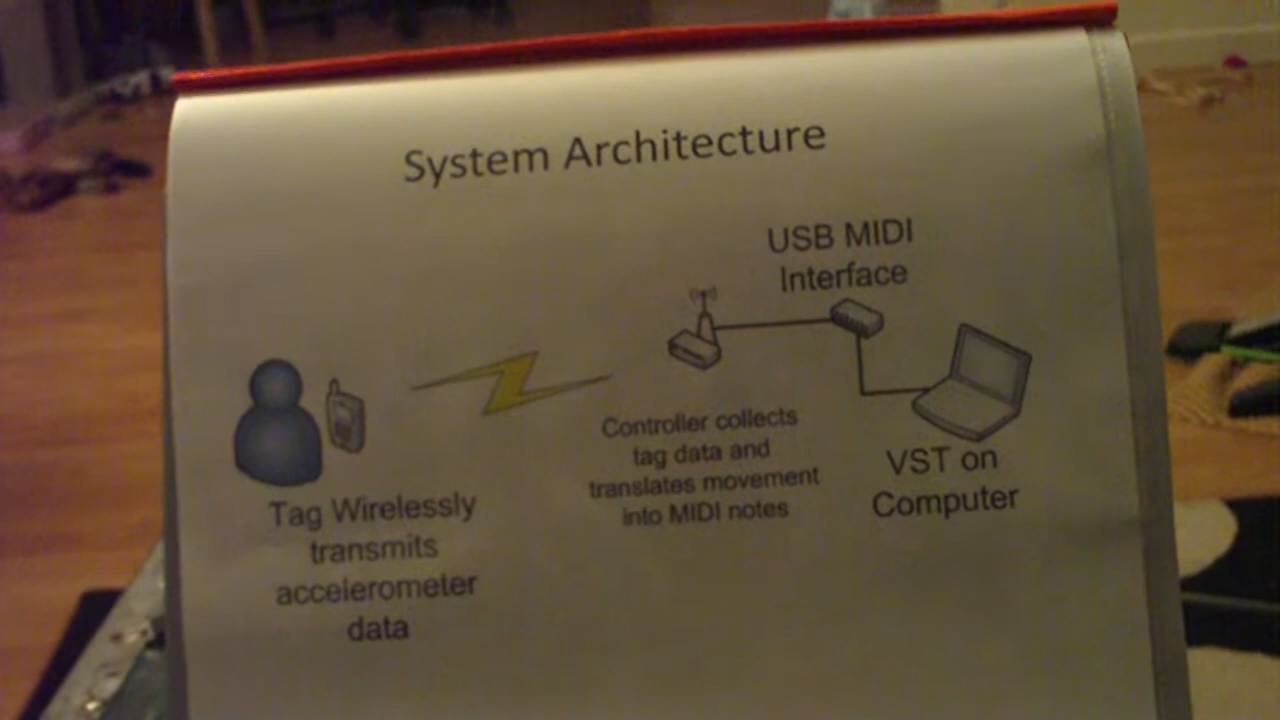 System Architecture
USB MIDI
Interface
Controller collects
tag data and
translates movement
into MIDI notes
VST on
Computer
Tag Wirelessly
transmits
accelerometer
data